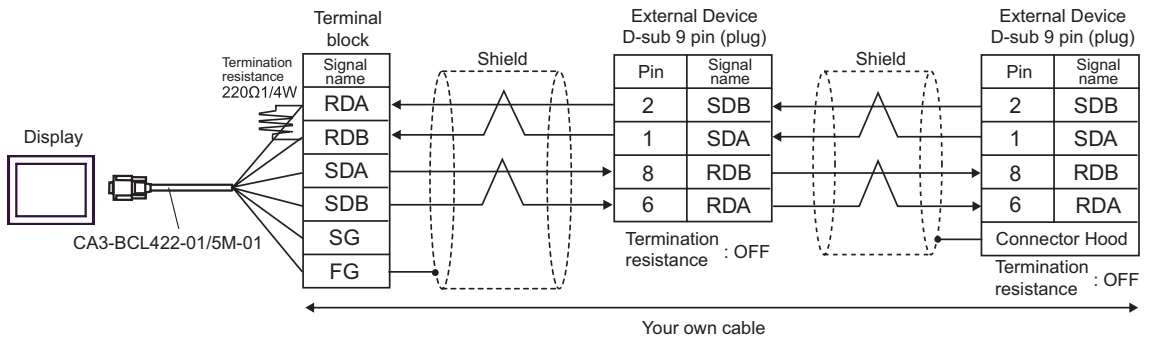 Terminal
block
External Device
D-sub 9 pin (plug)
External Device
D-sub 9 pin (plug)
Termination
resistance
220Ω1/4W
Signal
name
Shield
Pin
Signal
name
Shield
Pin
Signal
name
RDA
2
SDB
2
SDB
Display
RDB
1
SDA
1
SDA
SDA
8
RDB
8
RDB
SDB
6
RDA
6
RDA
CA3-BCL422-01/5M-01
SG
Termination
resistance : OFF
Connector Hood
FG
Termination
resistance : OFF
Your own cable